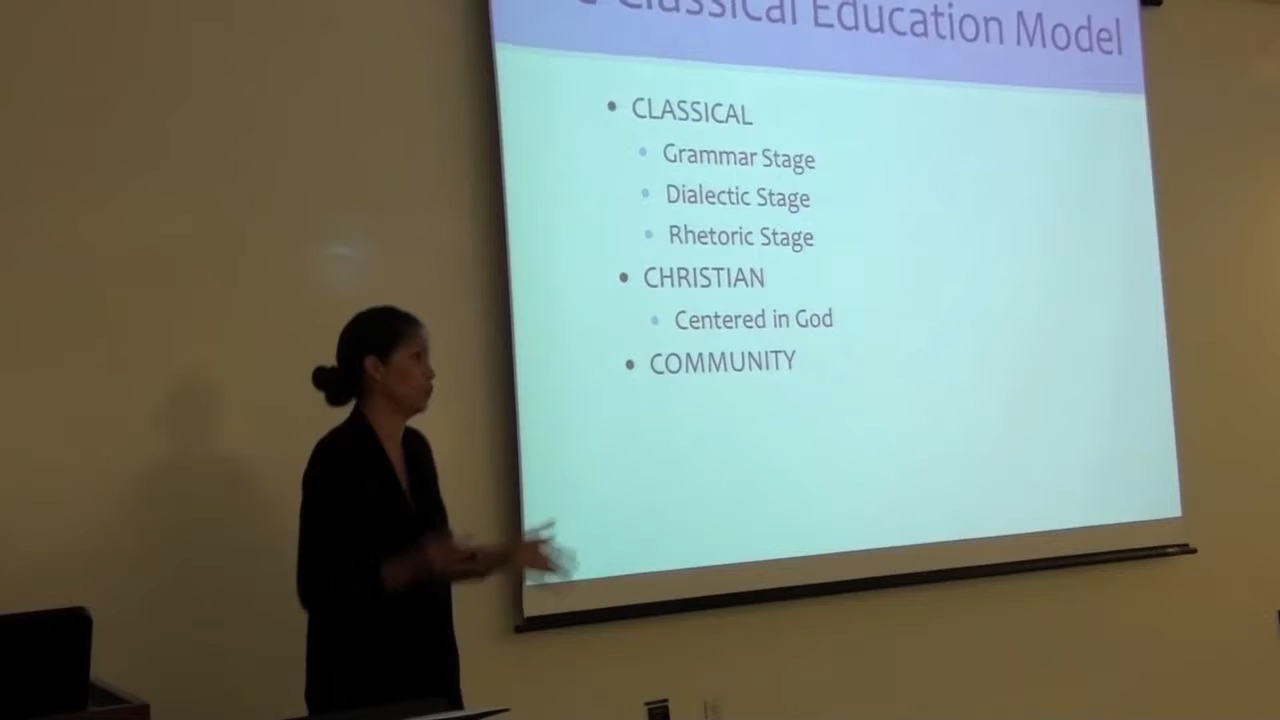 Classical Education Model
• CLASSICAL
• Grammar Stage
• Dialectic Stage
• Rhetoric Stage
• CHRISTIAN
• Centered in God
• COMMUNITY